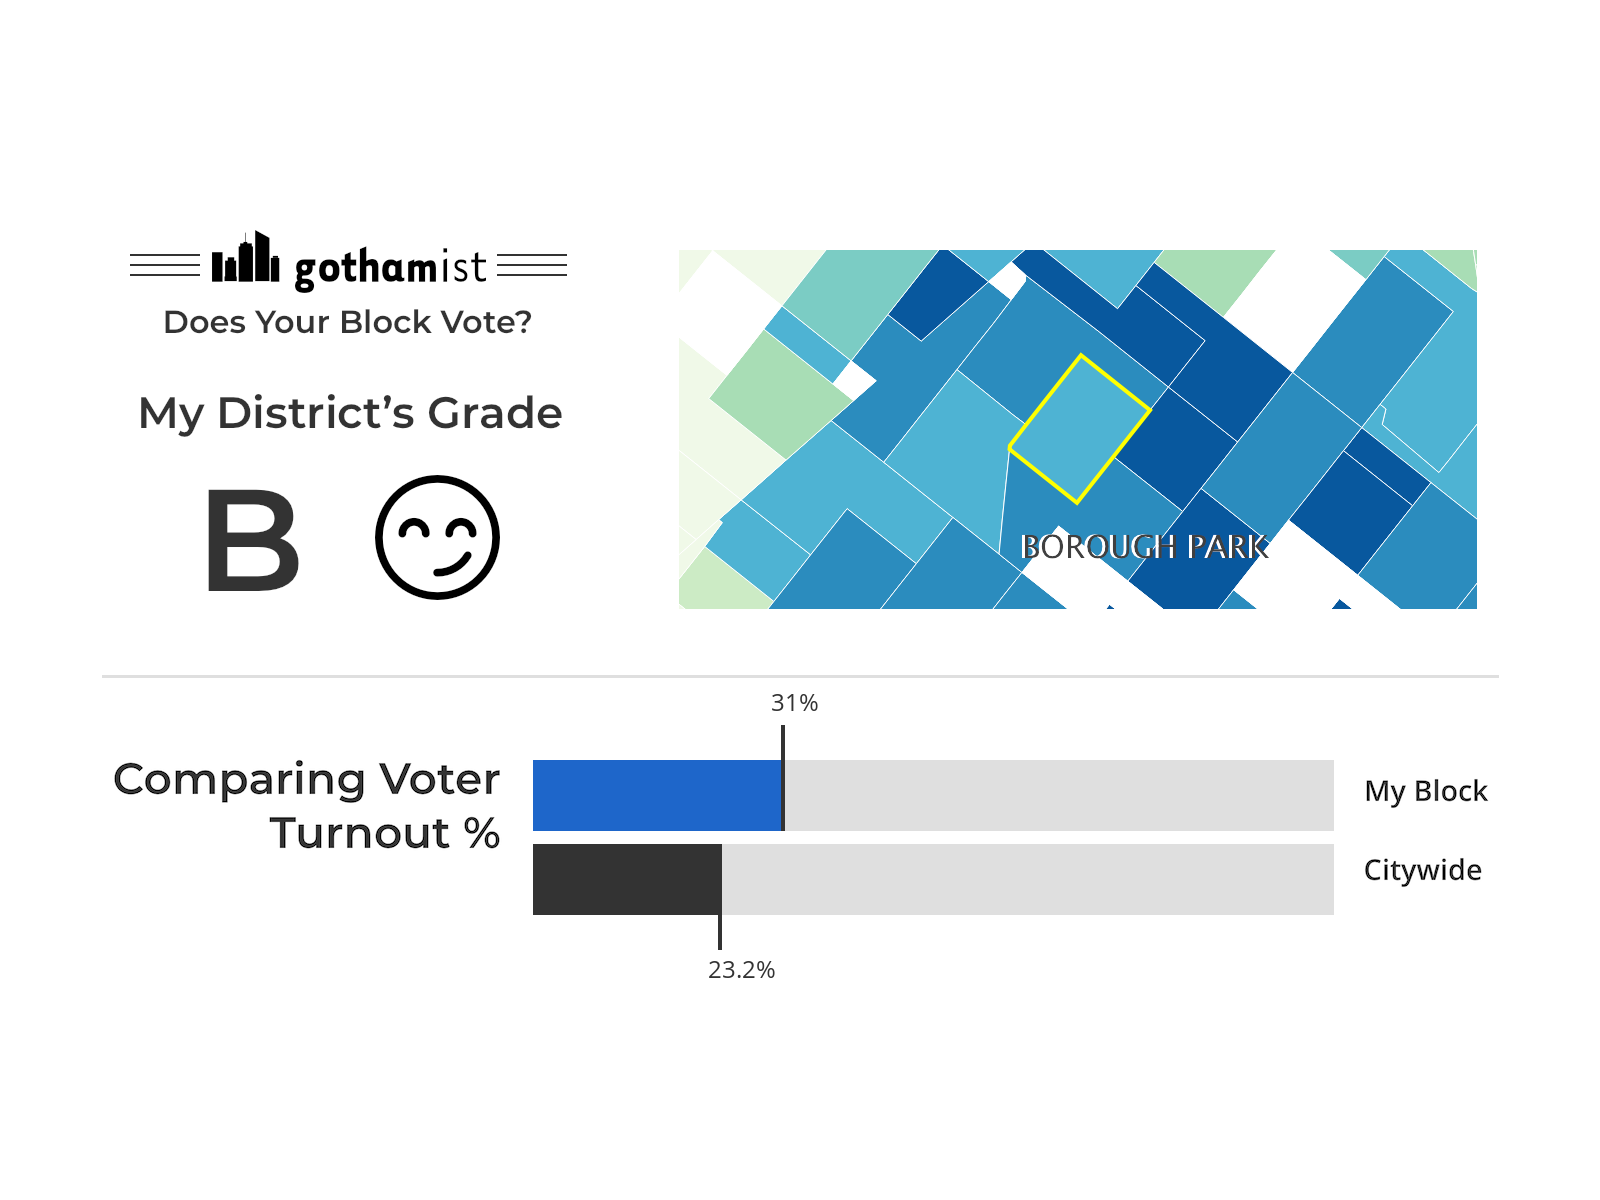 gothamist
Does Your Block Vote?
My District’s Grade
B
BOROUGH PARK
31%
Comparing Voter
Turnout %
My Block
Citywide
23.2%